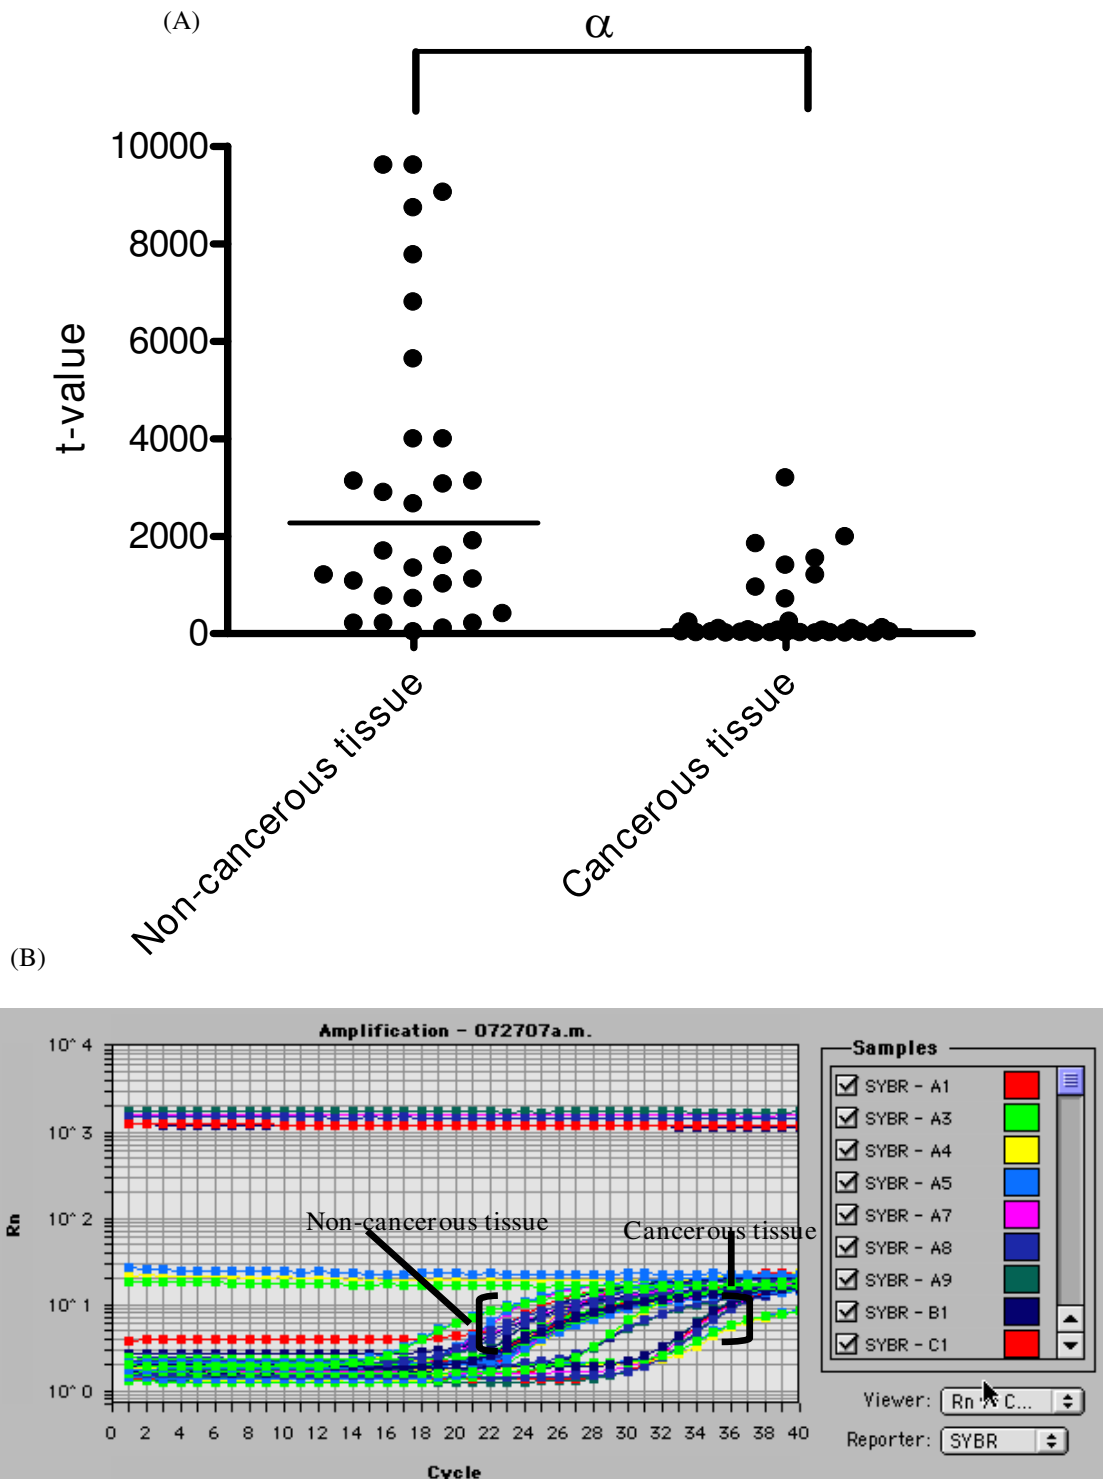 (A)
α
10000
8000
6000
4000
2000
0
t-value
Non-cancerous tissue
Cancerous tissue
(B)
Amplification - 072707a.m.
10^ 4
10^ 3
10^ 2
10^ 1
10^ 0
Rn
Non-cancerous tissue
Cancerous tissue
0 2 4 6 8 10 12 14 16 18 20 22 24 26 28 30 32 34 36 38 40
Cycle
Samples
SYBR - A1
SYBR - A3
SYBR - A4
SYBR - A5
SYBR - A7
SYBR - A8
SYBR - A9
SYBR - B1
SYBR - C1
Viewer: Rn C...
Reporter: SYBR